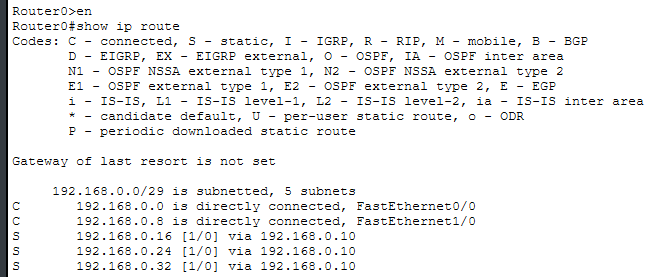 Router0>en
Router0#show ip route
Codes: C - connected, S - static, I - IGRP, R - RIP, M - mobile, B - BGP
       D - EIGRP, EX - EIGRP external, O - OSPF, IA - OSPF inter area
       N1 - OSPF NSSA external type 1, N2 - OSPF NSSA external type 2
       E1 - OSPF external type 1, E2 - OSPF external type 2, E - EGP
       i - IS-IS, L1 - IS-IS level-1, L2 - IS-IS level-2, ia - IS-IS inter area
       * - candidate default, U - per-user static route, o - ODR
       P - periodic downloaded static route

Gateway of last resort is not set

     192.168.0.0/29 is subnetted, 5 subnets
C       192.168.0.0 is directly connected, FastEthernet0/0
C       192.168.0.8 is directly connected, FastEthernet1/0
S       192.168.0.16 [1/0] via 192.168.0.10
S       192.168.0.24 [1/0] via 192.168.0.10
S       192.168.0.32 [1/0] via 192.168.0.10